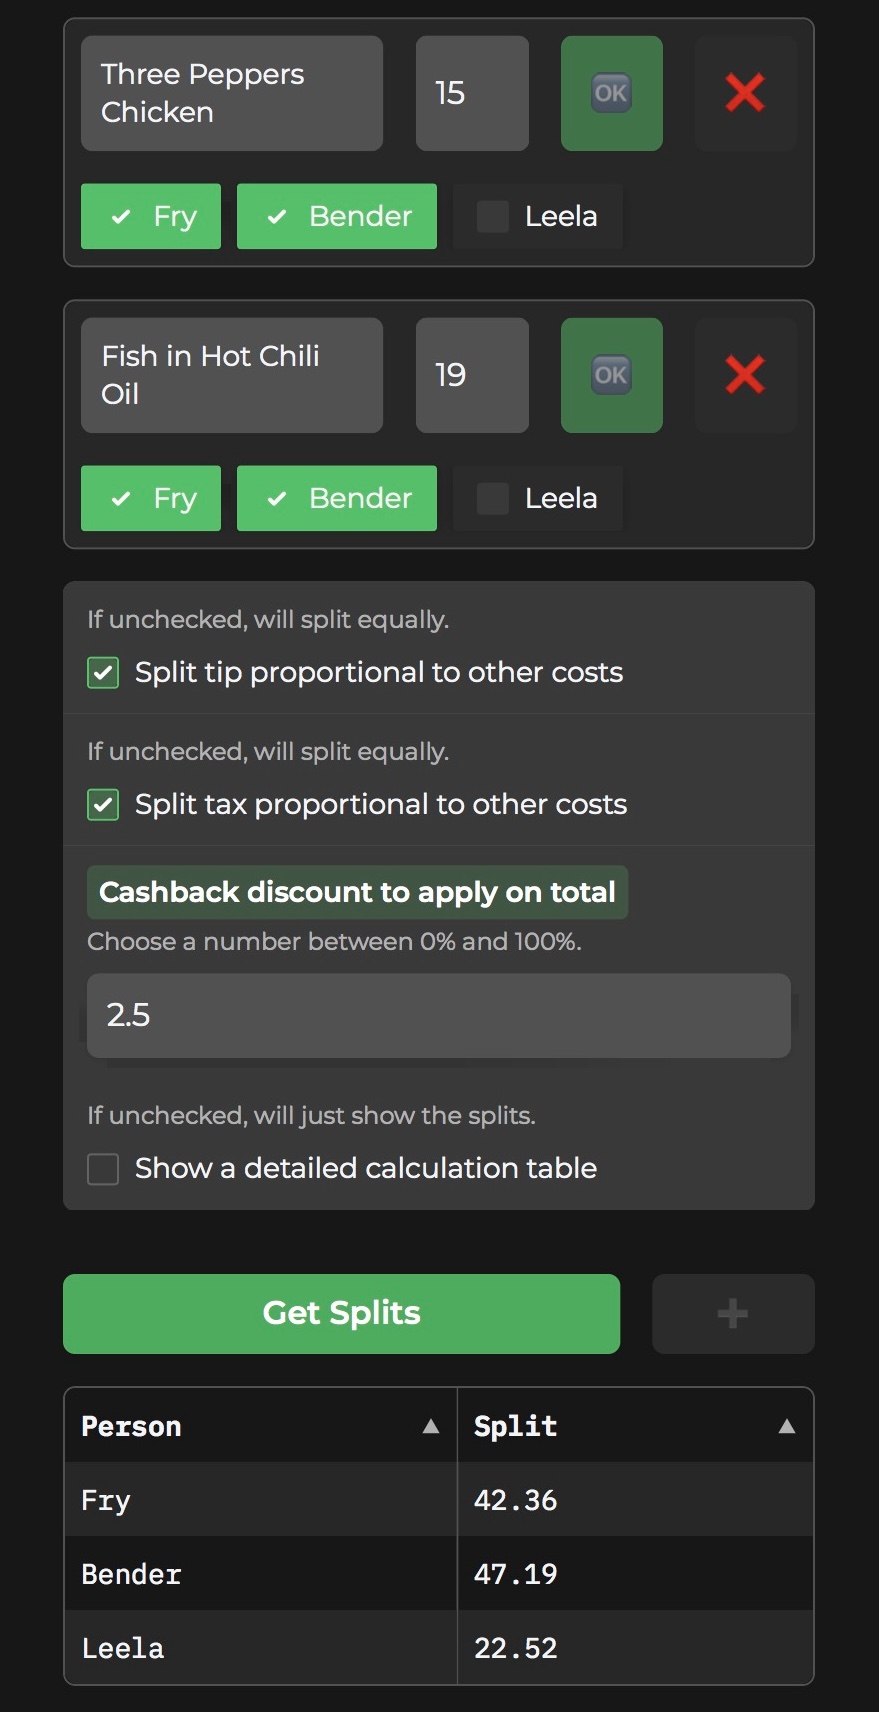 Three Peppers
Chicken
15
OK
Fry
Bender
Leela
Fish in Hot Chili
Oil
19
OK
Fry
Bender
Leela
If unchecked, will split equally.
Split tip proportional to other costs
If unchecked, will split equally.
Split tax proportional to other costs
Cashback discount to apply on total
Choose a number between 0% and 100%.
2.5
If unchecked, will just show the splits.
Show a detailed calculation table
Get Splits
Person Split
Fry 42.36
Bender 47.19
Leela 22.52